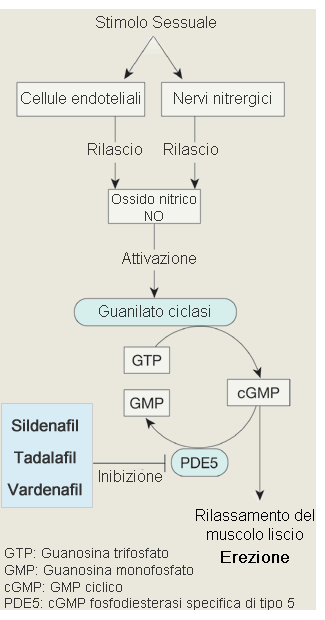 Stimolo Sessuale
Cellule endoteliali
Nervi nitrergici
Rilascio
Rilascio
Ossido nitrico
NO
Attivazione
Guanilato ciclasi
GTP
GMP
cGMP
Sildenafil
Tadalafil
Vardenafil
Inibizione
PDE5
Rilassamento del
muscolo liscio
Erezione
GTP: Guanosina trifosfato
GMP: Guanosina monofosfato
cGMP: GMP ciclico
PDE5: cGMP fosfodiesterasi specifica di tipo 5